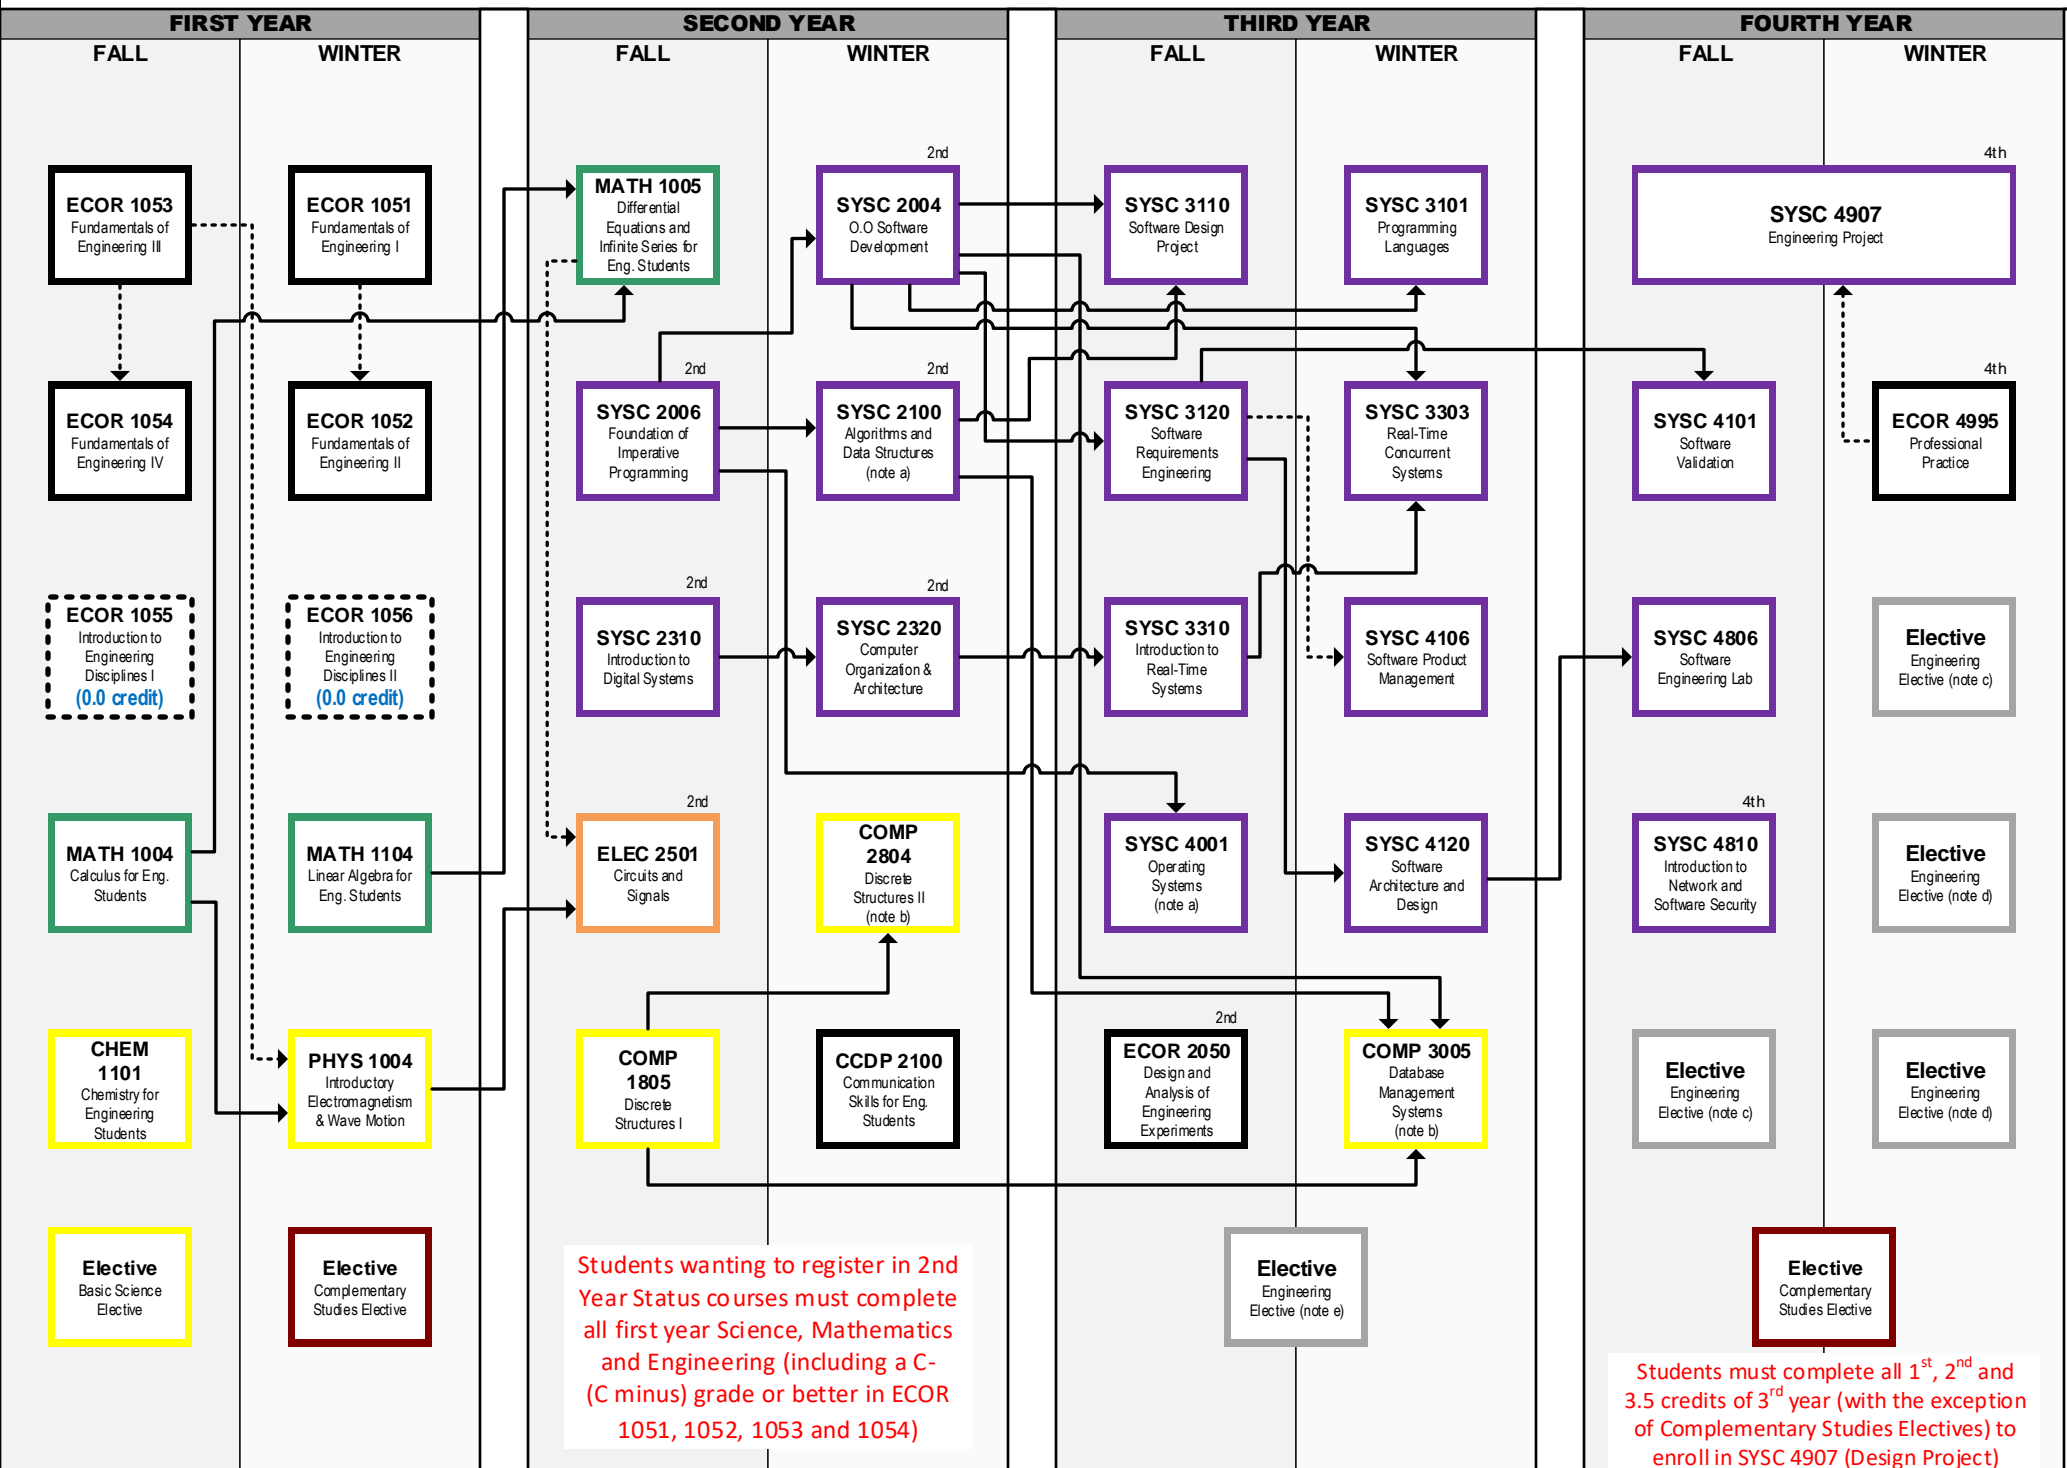 FIRST YEAR
SECOND YEAR
THIRD YEAR
FOURTH YEAR
FALL
WINTER
FALL
WINTER
FALL
WINTER
FALL
WINTER
ECOR 1053
Fundamentals of
Engineering III
ECOR 1051
Fundamentals of
Engineering I
MATH 1005
Differential
Equations and
Infinite Series for
Eng. Students
2nd
SYSC 2004
O.O Software
Development
SYSC 3110
Software Design
Project
SYSC 3101
Programming
Languages
4th
SYSC 4907
Engineering Project
ECOR 1054
Fundamentals of
Engineering IV
ECOR 1052
Fundamentals of
Engineering II
2nd
SYSC 2006
Foundation of
Imperative
Programming
2nd
SYSC 2100
Algorithms and
Data Structures
(note a)
SYSC 3120
Software
Requirements
Engineering
SYSC 3303
Real-Time
Concurrent
Systems
SYSC 4101
Software
Validation
4th
ECOR 4995
Professional
Practice
ECOR 1055
Introduction to
Engineering
Disciplines I
(0.0 credit)
ECOR 1056
Introduction to
Engineering
Disciplines II
(0.0 credit)
2nd
SYSC 2310
Introduction to
Digital Systems
2nd
SYSC 2320
Computer
Organization &
Architecture
SYSC 3310
Introduction to
Real-Time
Systems
SYSC 4106
Software Product
Management
SYSC 4806
Software
Engineering Lab
Elective
Engineering
Elective (note c)
MATH 1004
Calculus for Eng.
Students
MATH 1104
Linear Algebra for
Eng. Students
2nd
ELEC 2501
Circuits and
Signals
COMP
2804
Discrete
Structures II
(note b)
SYSC 4001
Operating
Systems
(note a)
SYSC 4120
Software
Architecture and
Design
4th
SYSC 4810
Introduction to
Network and
Software Security
Elective
Engineering
Elective (note d)
CHEM
1101
Chemistry for
Engineering
Students
PHYS 1004
Introductory
Electromagnetism
& Wave Motion
COMP
1805
Discrete
Structures I
CCDP 2100
Communication
Skills for Eng.
Students
2nd
ECOR 2050
Design and
Analysis of
Engineering
Experiments
COMP 3005
Database
Management
Systems
(note b)
Elective
Engineering
Elective (note c)
Elective
Engineering
Elective (note d)
Elective
Basic Science
Elective
Elective
Complementary
Studies Elective
Students wanting to register in 2nd
Year Status courses must complete
all first year Science, Mathematics
and Engineering (including a C-
(C minus) grade or better in ECOR
1051, 1052, 1053 and 1054)
Elective
Engineering
Elective (note e)
Elective
Complementary
Studies Elective
Students must complete all 1st, 2nd and
3.5 credits of 3rd year (with the exception
of Complementary Studies Electives) to
enroll in SYSC 4907 (Design Project)